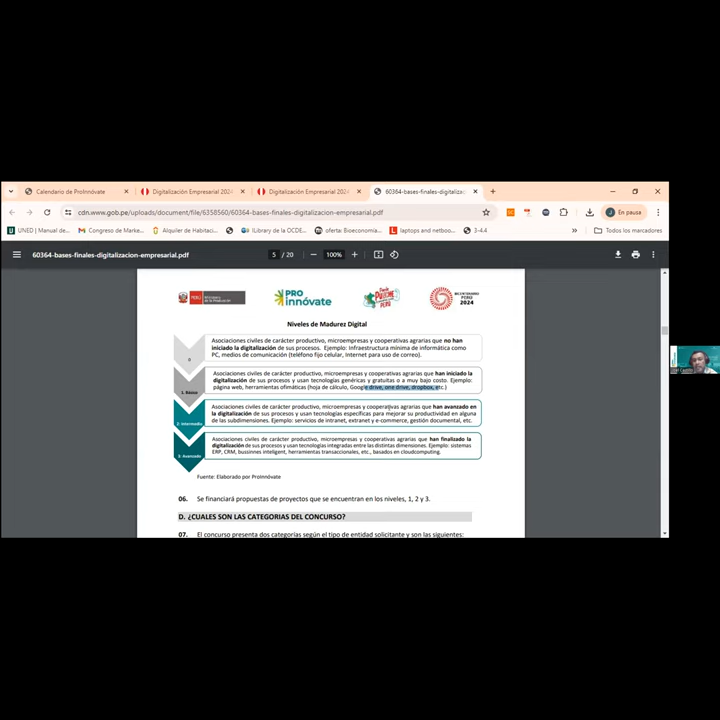 Calendario de ProInnóvate
Digitalización Empresarial 2024
Digitalización Empresarial 2024
60364-bases-finales-digitalizac
cdn.www.gob.pe/uploads/document/file/6358560/60364-bases-finales-digitalizacion-empresarial.pdf
En pausa
UNED | Manual de...
Congreso de Marke...
Alquiler de Habitaci...
ILibrary de la OCDE...
oferta: Bioeconomía...
laptops and netboo...
3-4.4
Todos los marcadores
60364-bases-finales-digitalizacion-empresarial.pdf
5 / 20
100%
PERÚ
PRO
innóvate
BICENTENARIO
PERÚ
2024
Niveles de Madurez Digital
0
Asociaciones civiles de carácter productivo, microempresas y cooperativas agrarias que no han
iniciado la digitalización de sus procesos. Ejemplo: Infraestructura mínima de informática como
PC, medios de comunicación (teléfono fijo celular, Internet para uso de correo).
1: Básico
Asociaciones civiles de carácter productivo, microempresas y cooperativas agrarias que han iniciado la
digitalización de sus procesos y usan tecnologías genéricas y gratuitas o a muy bajo costo. Ejemplo:
página web, herramientas ofimáticas (hoja de cálculo, Google drive, one drive, dropbox, etc.)
2: Intermedio
Asociaciones civiles de carácter productivo, microempresas y cooperativas agrarias que han avanzado en
la digitalización de sus procesos y usan tecnologías específicas para mejorar su productividad en alguna
de las subdimensiones. Ejemplo: servicios de intranet, extranet y e-commerce, gestión documental, etc.
3: Avanzado
Asociaciones civiles de carácter productivo, microempresas y cooperativas agrarias que han finalizado la
digitalización de sus procesos y usan tecnologías integradas entre las distintas dimensiones. Ejemplo: sistemas
ERP, CRM, bussinnes inteligent, herramientas transaccionales, etc., basados en cloudcomputing.
Fuente: Elaborado por ProInnóvate
06. Se financiará propuestas de proyectos que se encuentran en los niveles, 1, 2 y 3.
D. ¿CUALES SON LAS CATEGORIAS DEL CONCURSO?
07. El concurso presenta dos categorías según el tipo de entidad solicitante y son las siguientes: